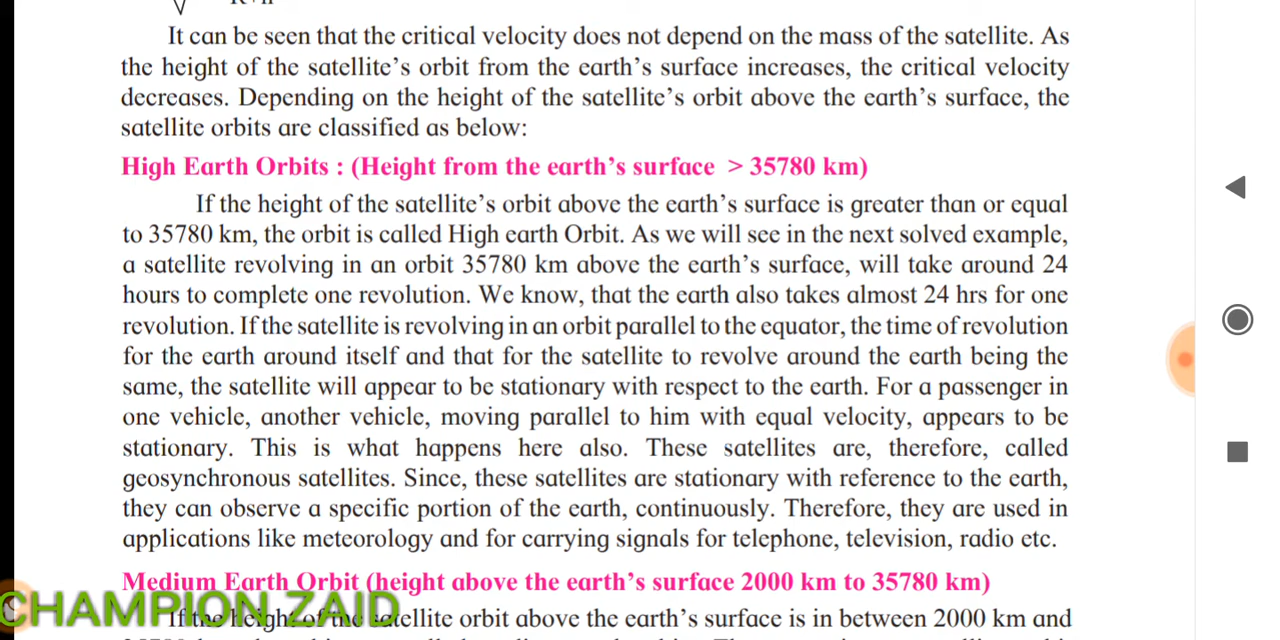 It can be seen that the critical velocity does not depend on the mass of the satellite. As
the height of the satellite’s orbit from the earth’s surface increases, the critical velocity
decreases. Depending on the height of the satellite’s orbit above the earth’s surface, the
satellite orbits are classified as below:
High Earth Orbits : (Height from the earth’s surface > 35780 km)
If the height of the satellite’s orbit above the earth’s surface is greater than or equal
to 35780 km, the orbit is called High earth Orbit. As we will see in the next solved example,
a satellite revolving in an orbit 35780 km above the earth’s surface, will take around 24
hours to complete one revolution. We know, that the earth also takes almost 24 hrs for one
revolution. If the satellite is revolving in an orbit parallel to the equator, the time of revolution
for the earth around itself and that for the satellite to revolve around the earth being the
same, the satellite will appear to be stationary with respect to the earth. For a passenger in
one vehicle, another vehicle, moving parallel to him with equal velocity, appears to be
stationary. This is what happens here also. These satellites are, therefore, called
geosynchronous satellites. Since, these satellites are stationary with reference to the earth,
they can observe a specific portion of the earth, continuously. Therefore, they are used in
applications like meteorology and for carrying signals for telephone, television, radio etc.
Medium Earth Orbit (height above the earth’s surface 2000 km to 35780 km)
CHAMPION ZAID
If the height of the satellite orbit above the earth’s surface is in between 2000 km and